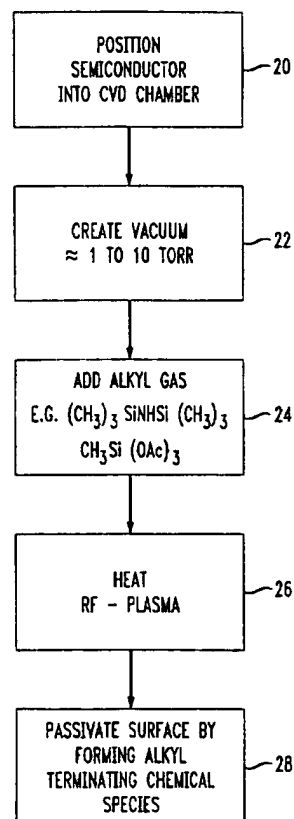 POSITION
SEMICONDUCTOR
INTO CVD CHAMBER
20
CREATE VACUUM
≈ 1 TO 10 TORR
22
ADD ALKYL GAS
E.G. (CH3)3 SiNHSi (CH3)3
CH3Si (OAc)3
24
HEAT
RF - PLASMA
26
PASSIVATE SURFACE BY
FORMING ALKYL
TERMINATING CHEMICAL
SPECIES
28